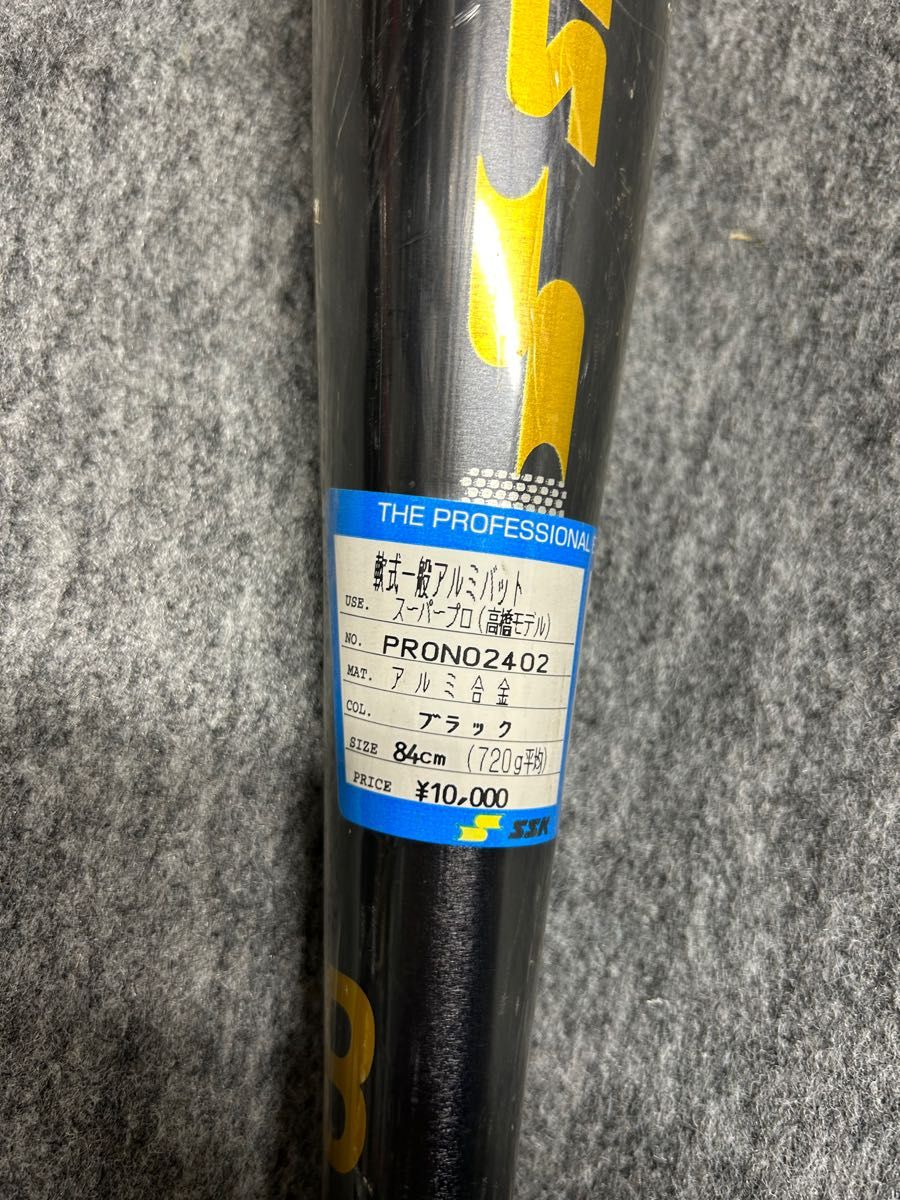 THE PROFESSIONAL
軟式一般アルミバット
USE. スーパープロ(高橋モデル)
NO. PRONO2402
MAT. アルミ合金
COL. ブラック
SIZE 84cm (720g平均)
PRICE ¥10,000
SSK